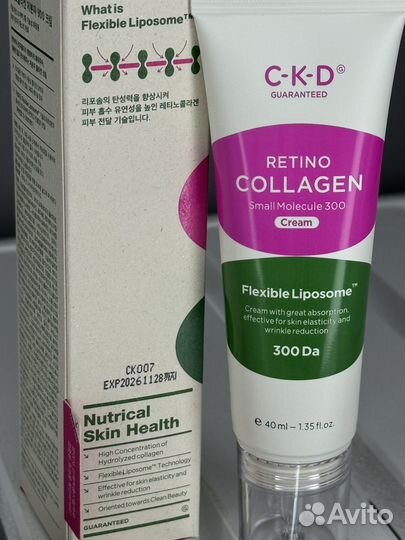 What is
Flexible Liposome™
리포솜의 탄성력을 향상시켜
피부 흡수 유연성을 높인 레티노콜라겐
피부 전달 기술입니다.
CK007
EXP20261128까지
Nutrical
Skin Health
High Concentration of
Hydrolyzed collagen
Flexible Liposome™ Technology
Effective for skin elasticity and
wrinkle reduction
Oriented towards Clean Beauty
GUARANTEED
C-K-D G
GUARANTEED
RETINO
COLLAGEN
Small Molecule 300
Cream
Flexible Liposome™
Cream with great absorption,
effective for skin elasticity and
wrinkle reduction
300 Da
e 40 ml – 1.35 fl.oz.
Avito